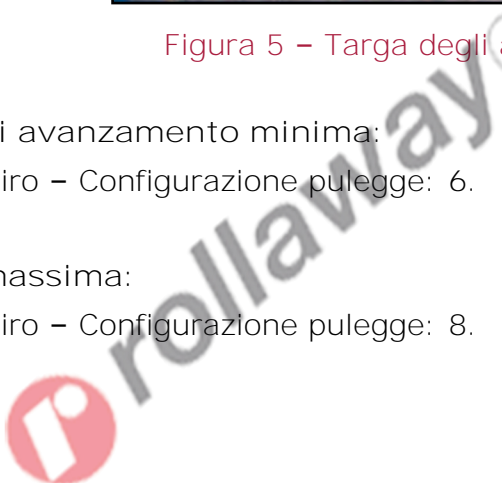 Figura 5 – Targa degli
i avanzamento minima:
iro – Configurazione pulegge: 6.
massima:
iro – Configurazione pulegge: 8.
rollaway®